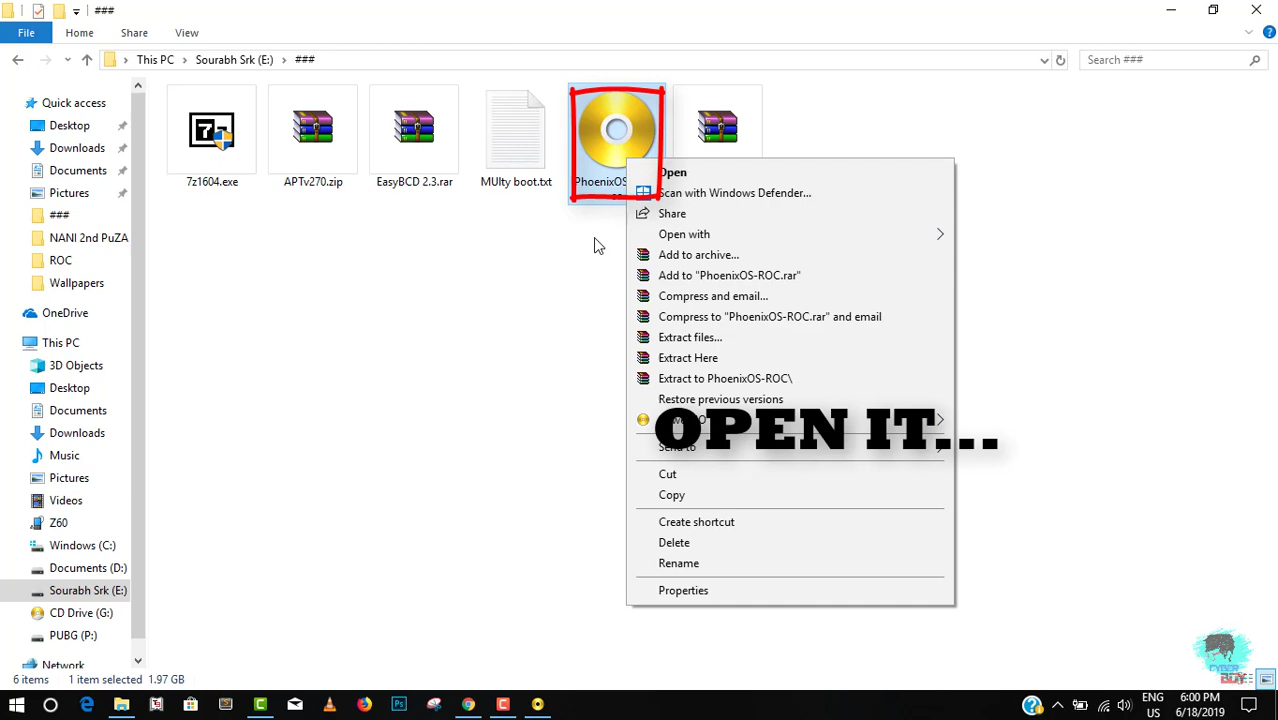 ###
File
Home
Share
View
This PC
Sourabh Srk (E:)
###
Search ###
Quick access
Desktop
Downloads
Documents
Pictures
###
NANI 2nd PuZA
ROC
Wallpapers
OneDrive
This PC
3D Objects
Desktop
Documents
Downloads
Music
Pictures
Videos
Z60
Windows (C:)
Documents (D:)
Sourabh Srk (E:)
CD Drive (G:)
PUBG (P:)
Network
7z1604.exe
APTv270.zip
EasyBCD 2.3.rar
MUlty boot.txt
PhoenixOS
Open
Scan with Windows Defender...
Share
Open with
Add to archive...
Add to "PhoenixOS-ROC.rar"
Compress and email...
Compress to "PhoenixOS-ROC.rar" and email
Extract files...
Extract Here
Extract to PhoenixOS-ROC\
Restore previous versions
OPEN IT...
Send to
Cut
Copy
Create shortcut
Delete
Rename
Properties
CYBER
BOY
6 items
1 item selected 1.97 GB
ENG
US
6:00 PM
6/18/2019